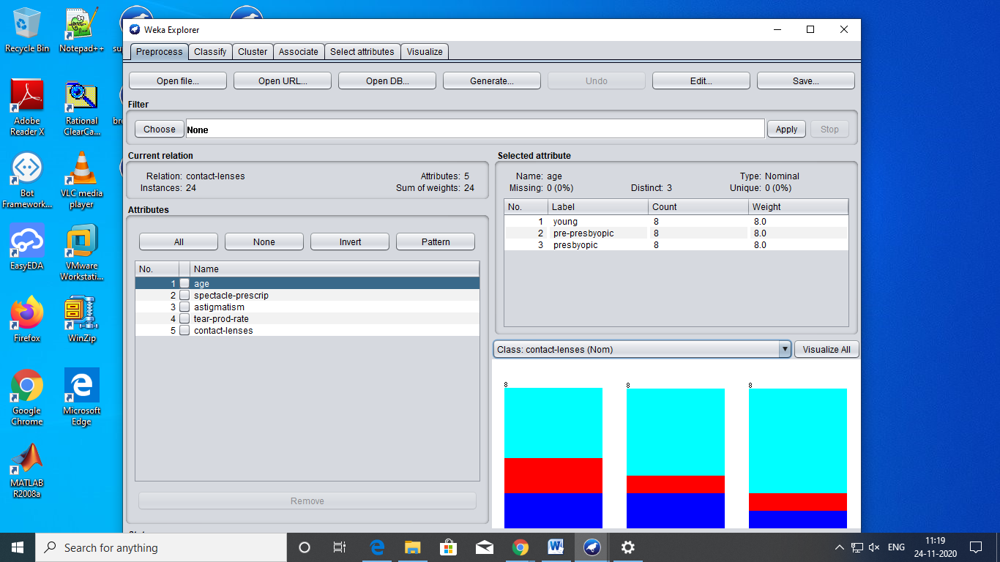 Recycle Bin
Notepad++
Adobe
Reader X
Rational
ClearCa...
Bot
Framework...
VLC media
player
EasyEDA
VMware
Workstati...
Firefox
WinZip
Google
Chrome
Microsoft
Edge
MATLAB
R2008a
Weka Explorer
Preprocess Classify Cluster Associate Select attributes Visualize
Open file... Open URL... Open DB... Generate... Undo Edit... Save...
Filter
Choose None Apply Stop
Current relation
Relation: contact-lenses Attributes: 5
Instances: 24 Sum of weights: 24
Attributes
All None Invert Pattern
No. Name
1 age
2 spectacle-prescrip
3 astigmatism
4 tear-prod-rate
5 contact-lenses
Remove
Selected attribute
Name: age Type: Nominal
Missing: 0 (0%) Distinct: 3 Unique: 0 (0%)
No. Label Count Weight
1 young 8 8.0
2 pre-presbyopic 8 8.0
3 presbyopic 8 8.0
Class: contact-lenses (Nom) Visualize All
8 8 8
Search for anything
ENG
11:19
24-11-2020